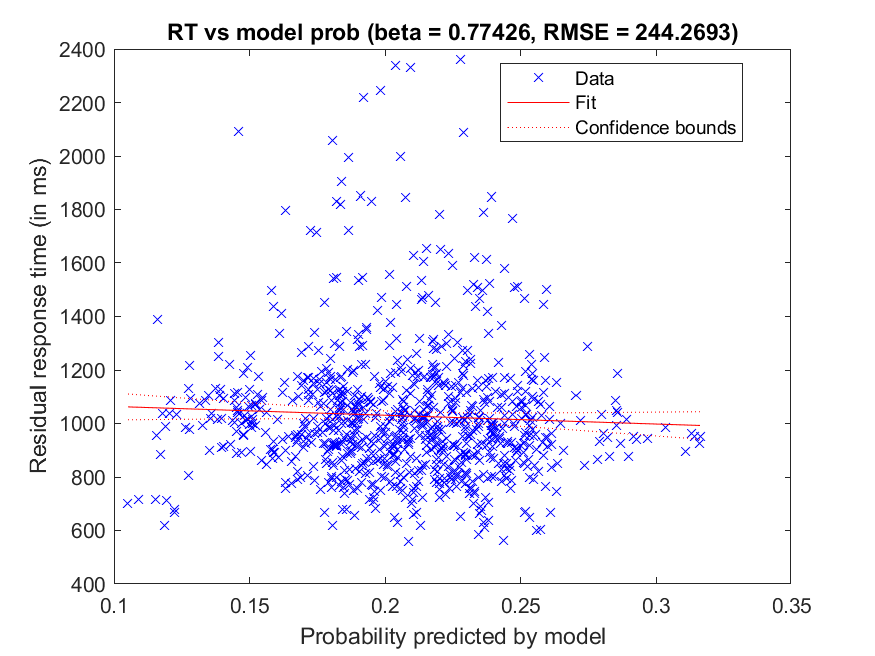 RT vs model prob (beta = 0.77426, RMSE = 244.2693)
2400
2200
2000
1800
1600
1400
1200
1000
800
600
400
Residual response time (in ms)
Data
Fit
Confidence bounds
0.1 0.15 0.2 0.25 0.3 0.35
Probability predicted by model